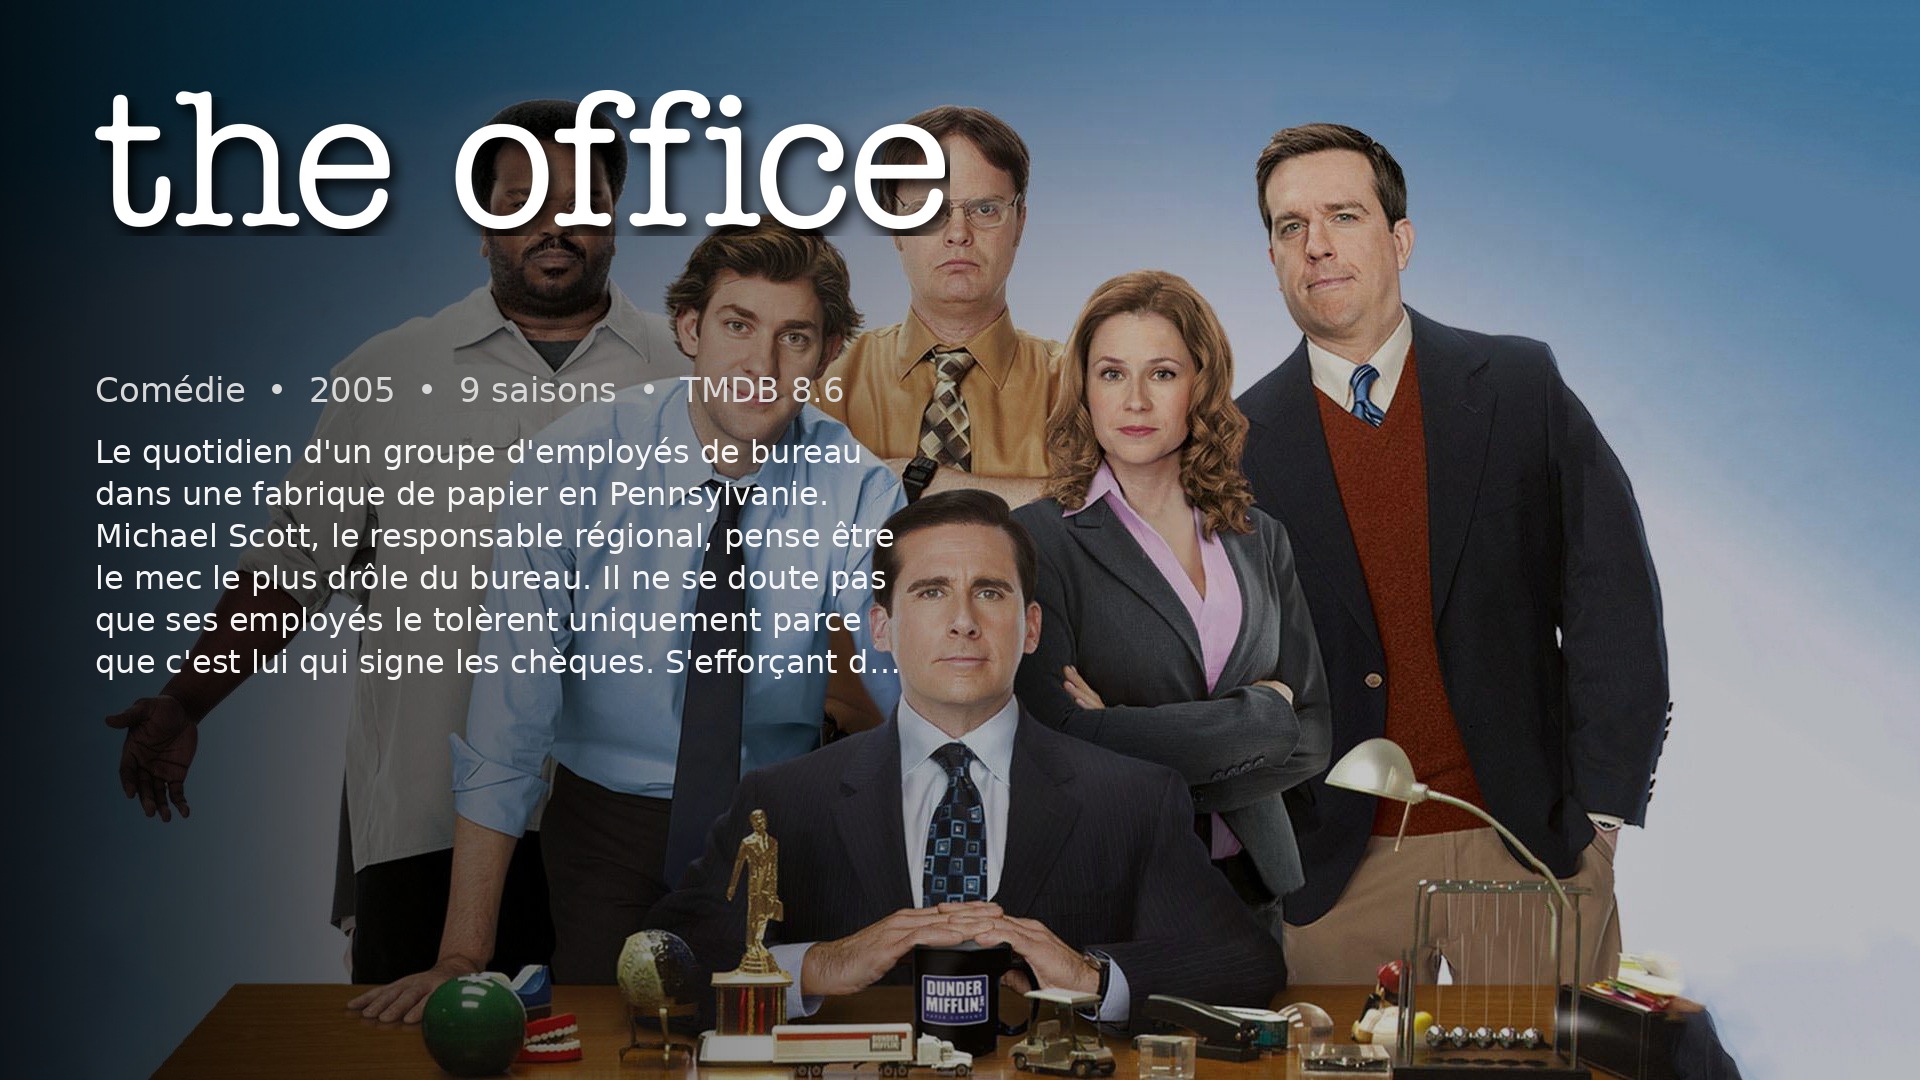 the office
Comédie • 2005 • 9 saisons • TMDB 8.6
Le quotidien d'un groupe d'employés de bureau
dans une fabrique de papier en Pennsylvanie.
Michael Scott, le responsable régional, pense être
le mec le plus drôle du bureau. Il ne se doute pas
que ses employés le tolèrent uniquement parce
que c'est lui qui signe les chèques. S'efforçant d...
DUNDER
MIFFLIN,
DUNDER
MIFFLIN